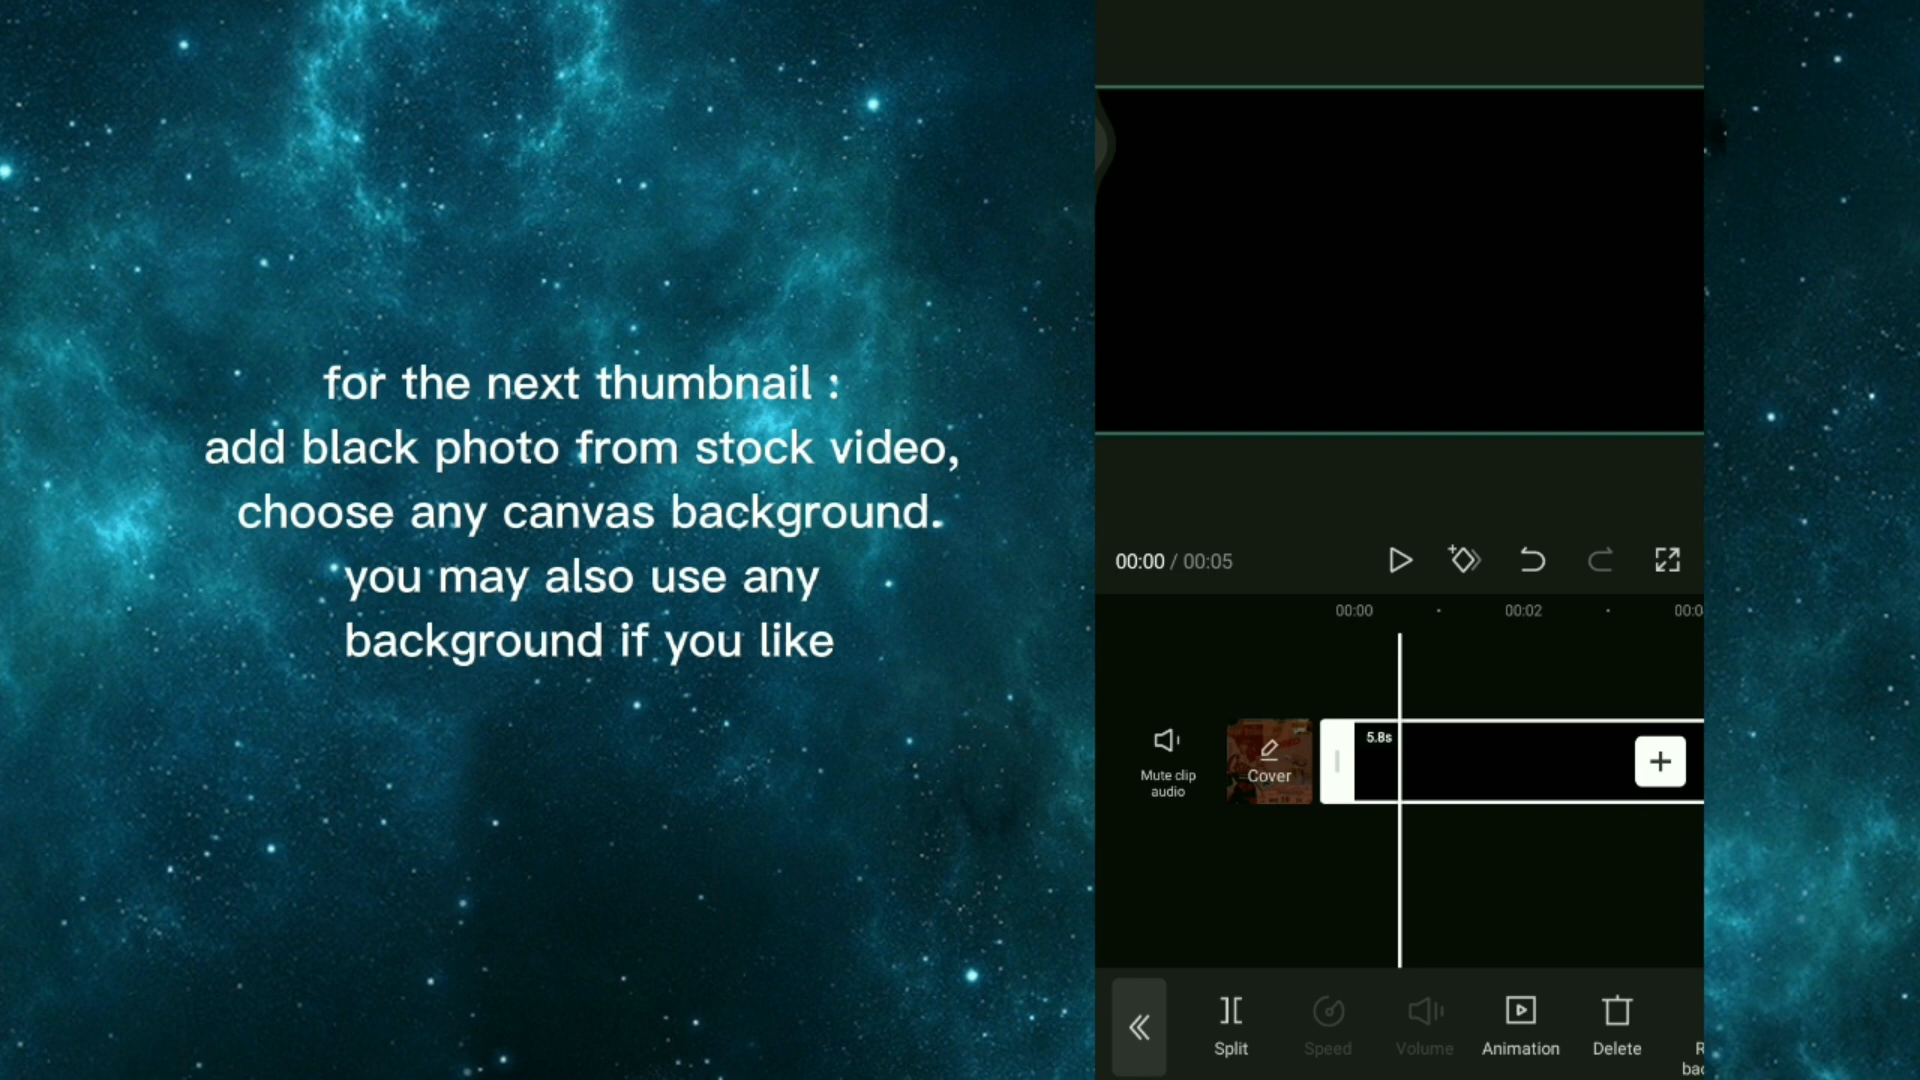 for the next thumbnail :
add black photo from stock video,
choose any canvas background.
you may also use any
background if you like
00:00 / 00:05
00:00
00:02
Mute clip
audio
Cover
5.8s
Split
Speed
Volume
Animation
Delete